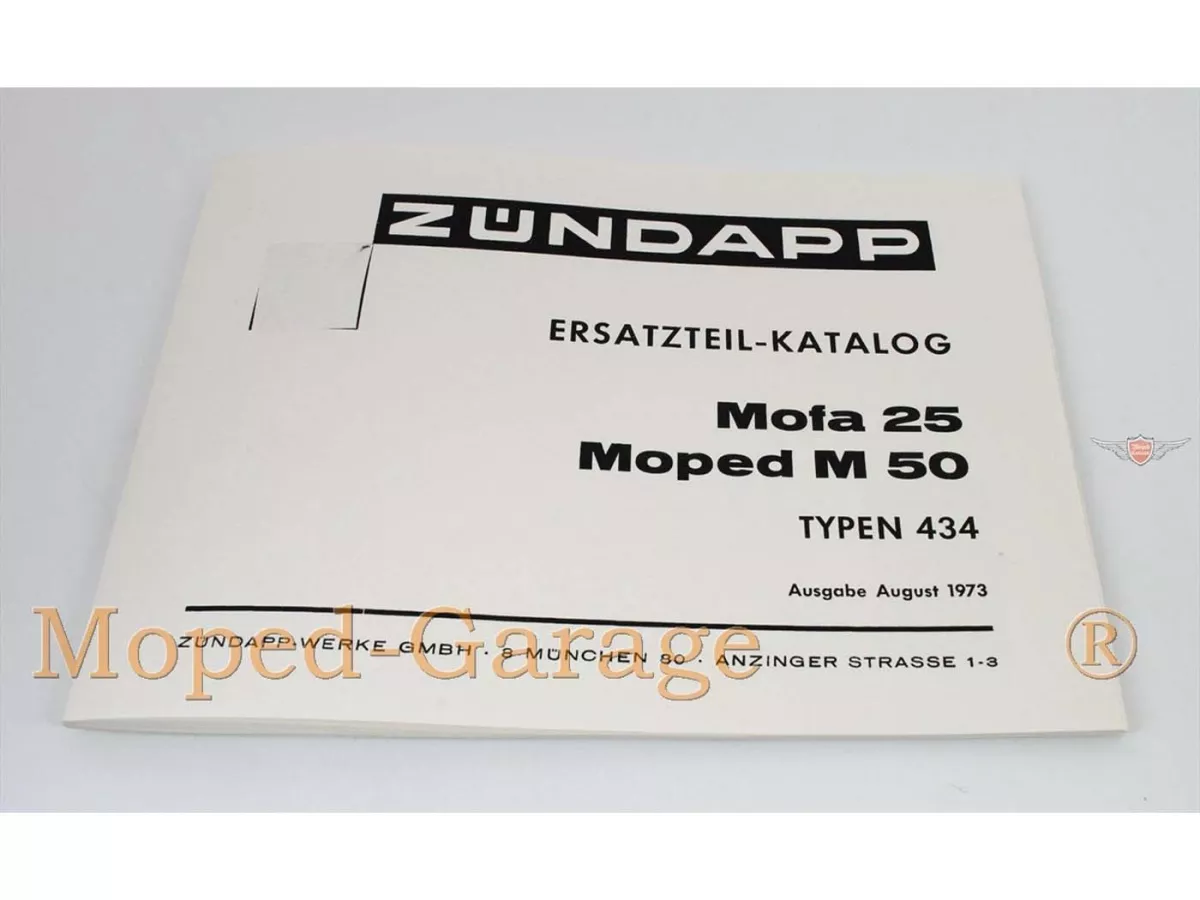 ZÜNDAPP
ERSATZTEIL-KATALOG
Mofa 25
Moped M 50
TYPEN 434
Ausgabe August 1973
ZÜNDAPP-WERKE GMBH · 8 MÜNCHEN 80 · ANZINGER STRASSE 1-3
Moped-Garage ®